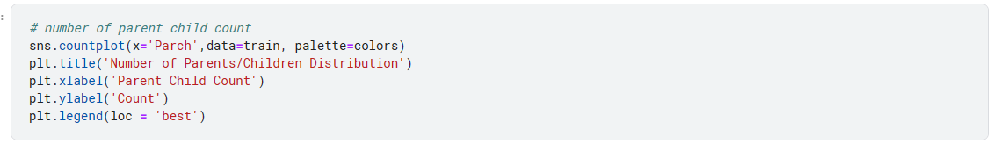 :
# number of parent child count
sns.countplot(x='Parch',data=train, palette=colors)
plt.title('Number of Parents/Children Distribution')
plt.xlabel('Parent Child Count')
plt.ylabel('Count')
plt.legend(loc = 'best')